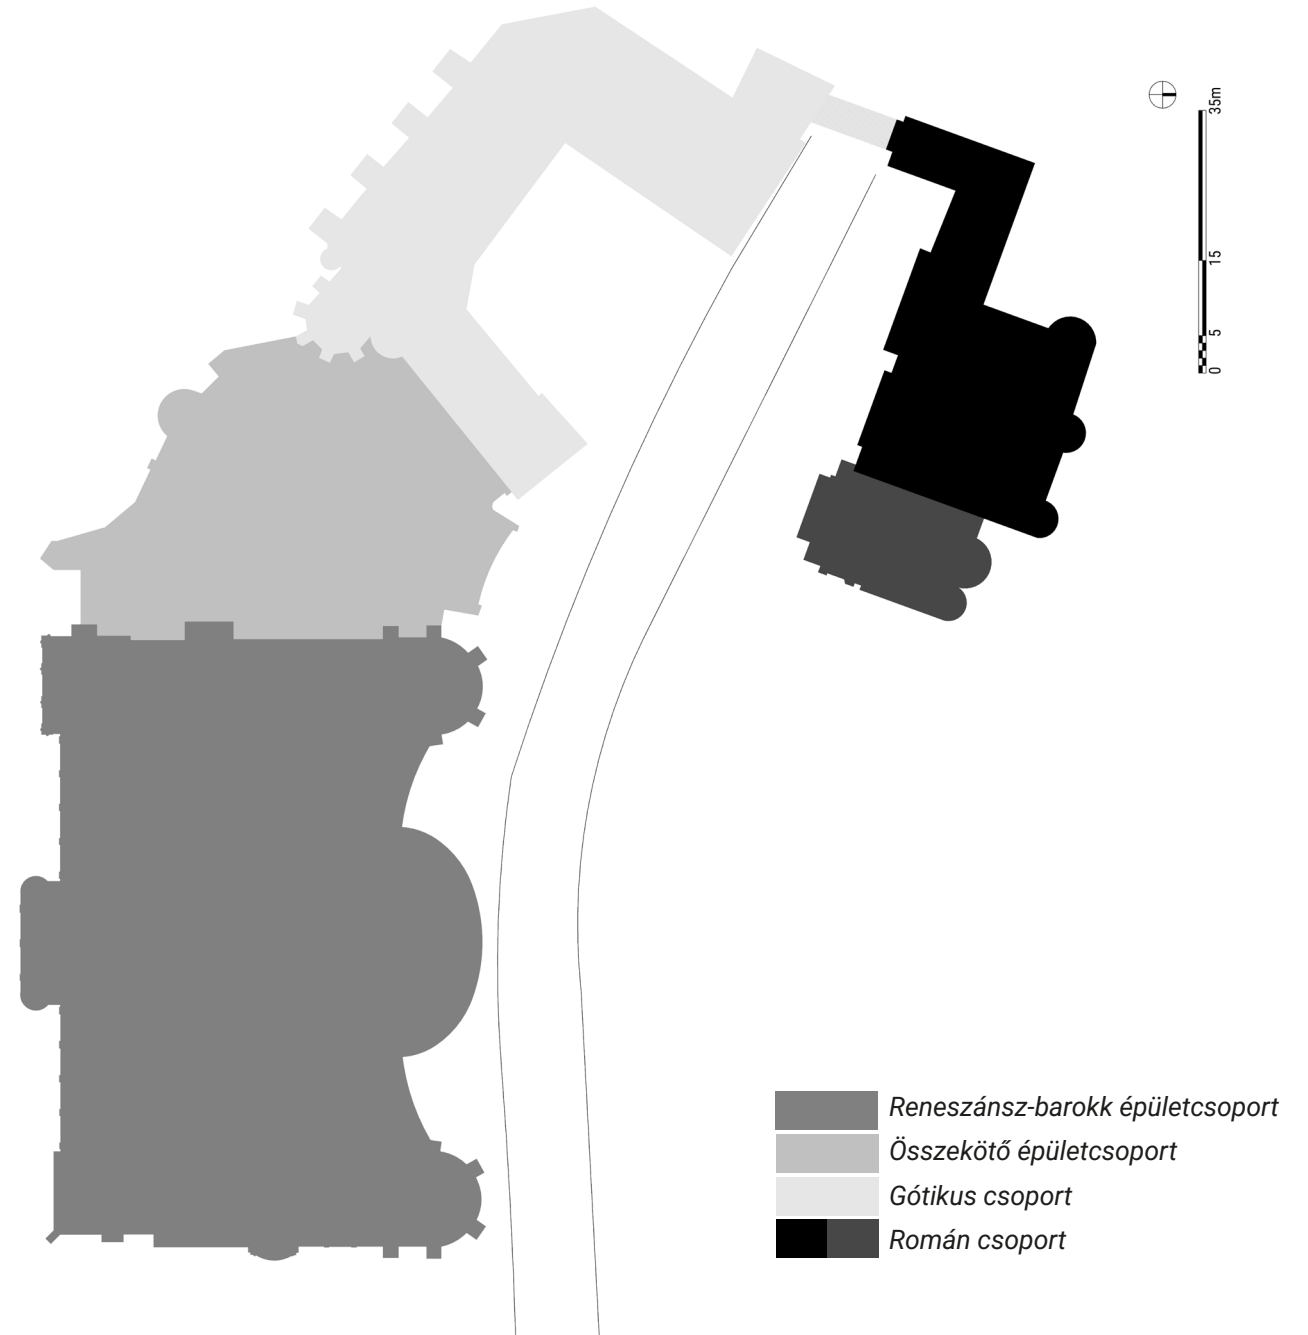 35m
15
5
0
Reneszánsz-barokk épületcsoport
Összekötő épületcsoport
Gótikus csoport
Román csoport